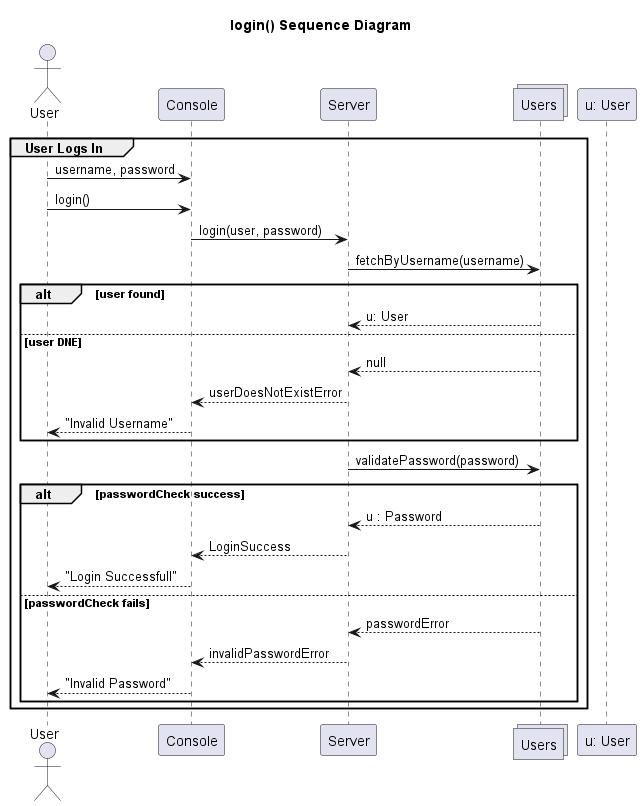 login() Sequence Diagram
User
Console
Server
Users
u: User
User Logs In
username, password
login()
login(user, password)
fetchByUsername(username)
alt [user found]
u: User
[user DNE]
null
userDoesNotExistError
"Invalid Username"
validatePassword(password)
alt [passwordCheck success]
u : Password
LoginSuccess
"Login Successfull"
[passwordCheck fails]
passwordError
invalidPasswordError
"Invalid Password"
User
Console
Server
Users
u: User